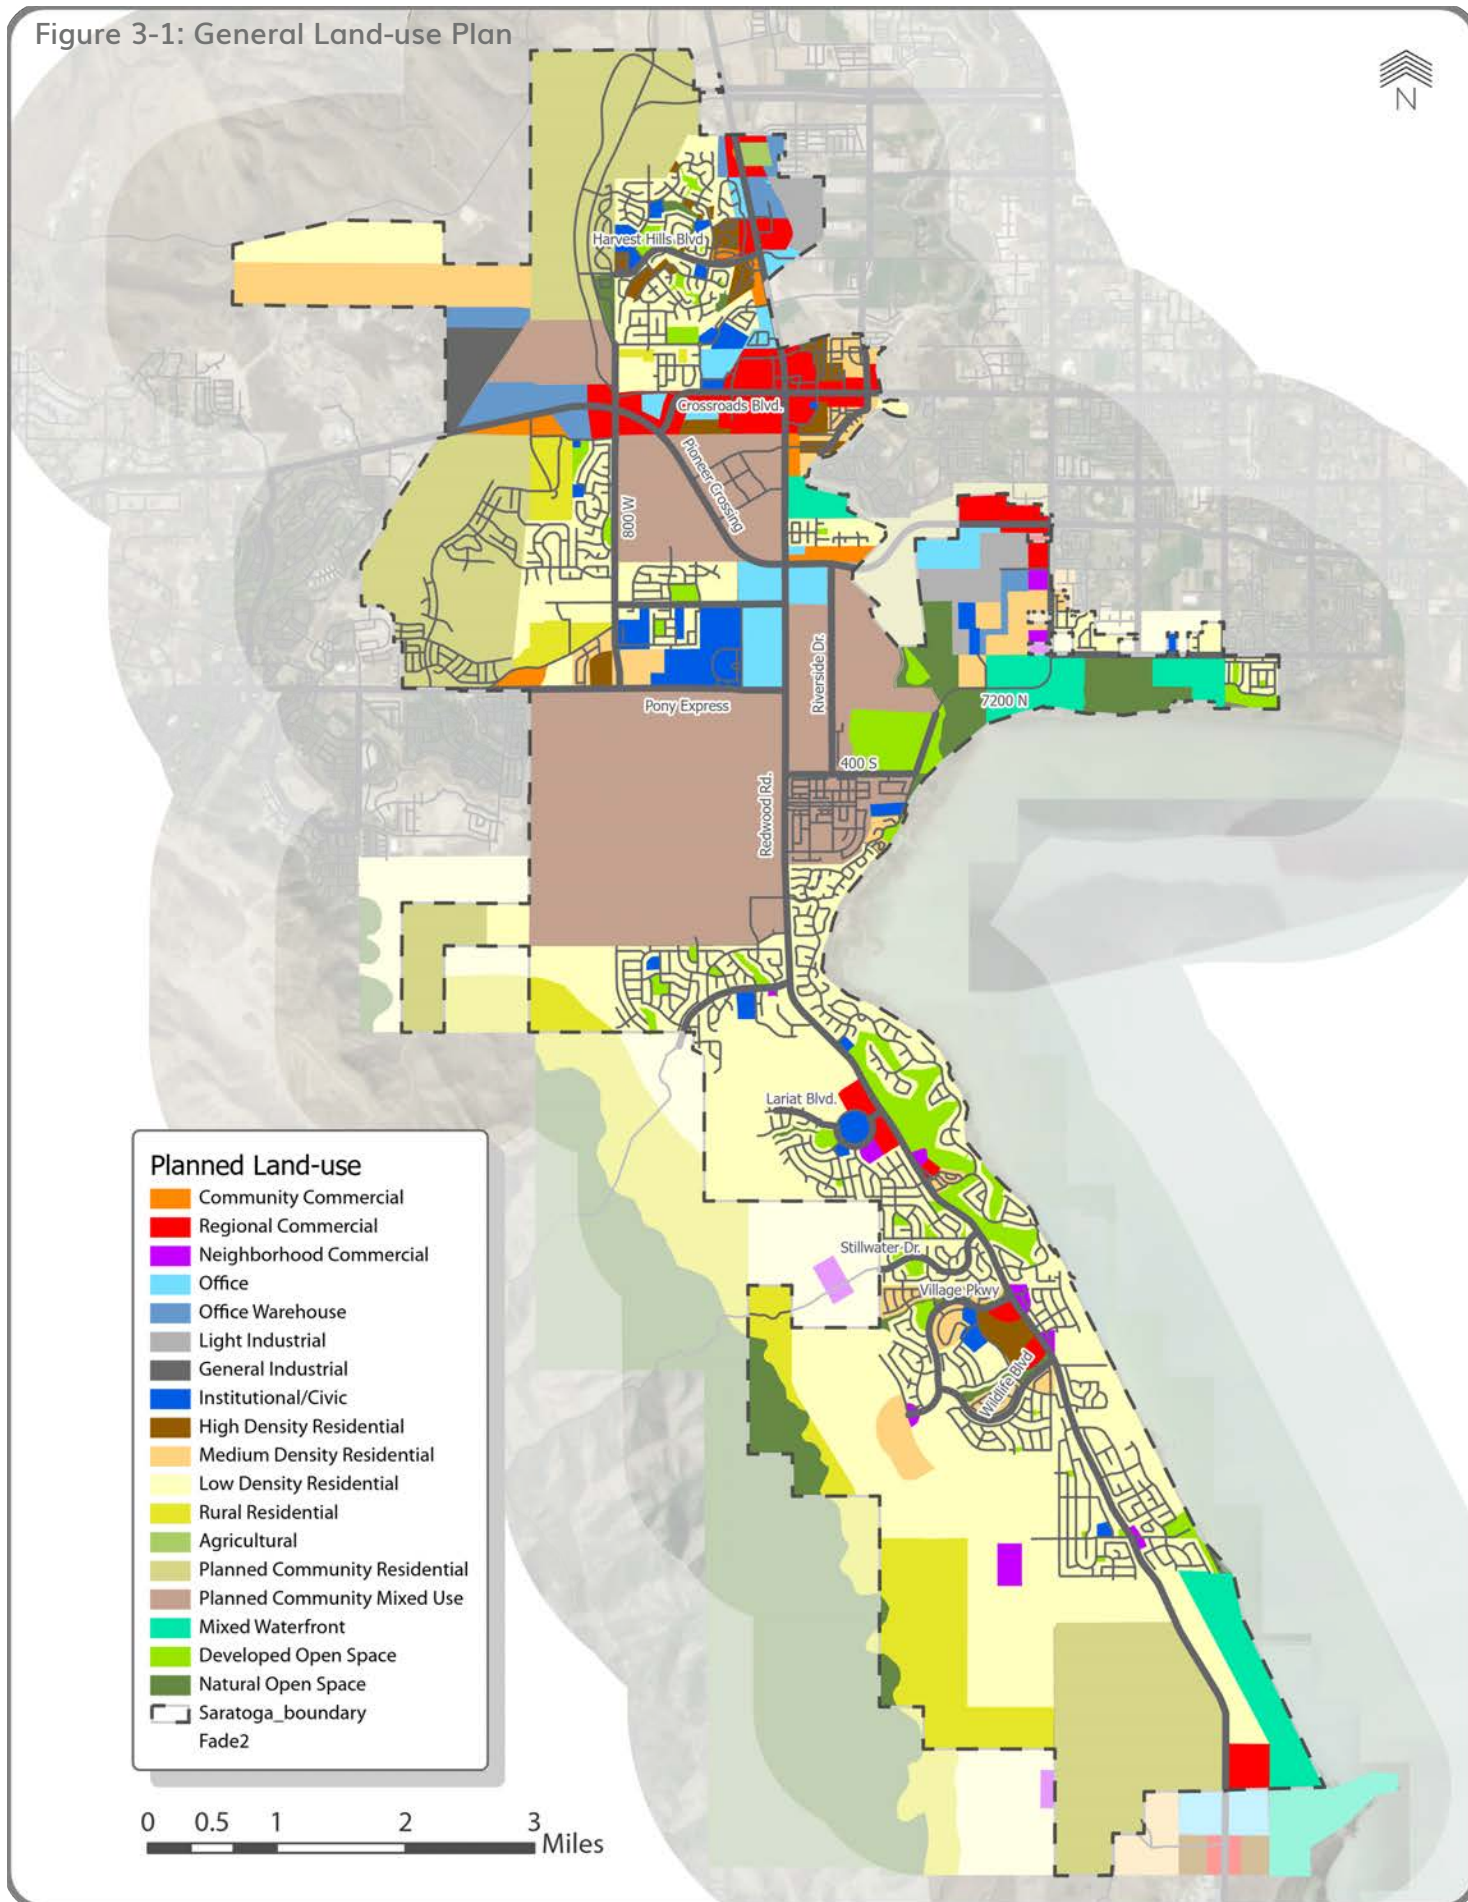 Figure 3-1: General Land-use Plan
N
Harvest Hills Blvd
Crossroads Blvd.
Pioneer Crossing
800 W
Riverside Dr.
7200 N
Pony Express
400 S
Redwood Rd.
Lariat Blvd.
Stillwater Dr.
Village Pkwy
Wildlife Blvd
Planned Land-use
Community Commercial
Regional Commercial
Neighborhood Commercial
Office
Office Warehouse
Light Industrial
General Industrial
Institutional/Civic
High Density Residential
Medium Density Residential
Low Density Residential
Rural Residential
Agricultural
Planned Community Residential
Planned Community Mixed Use
Mixed Waterfront
Developed Open Space
Natural Open Space
Saratoga_boundary
Fade2
0 0.5 1 2 3
Miles